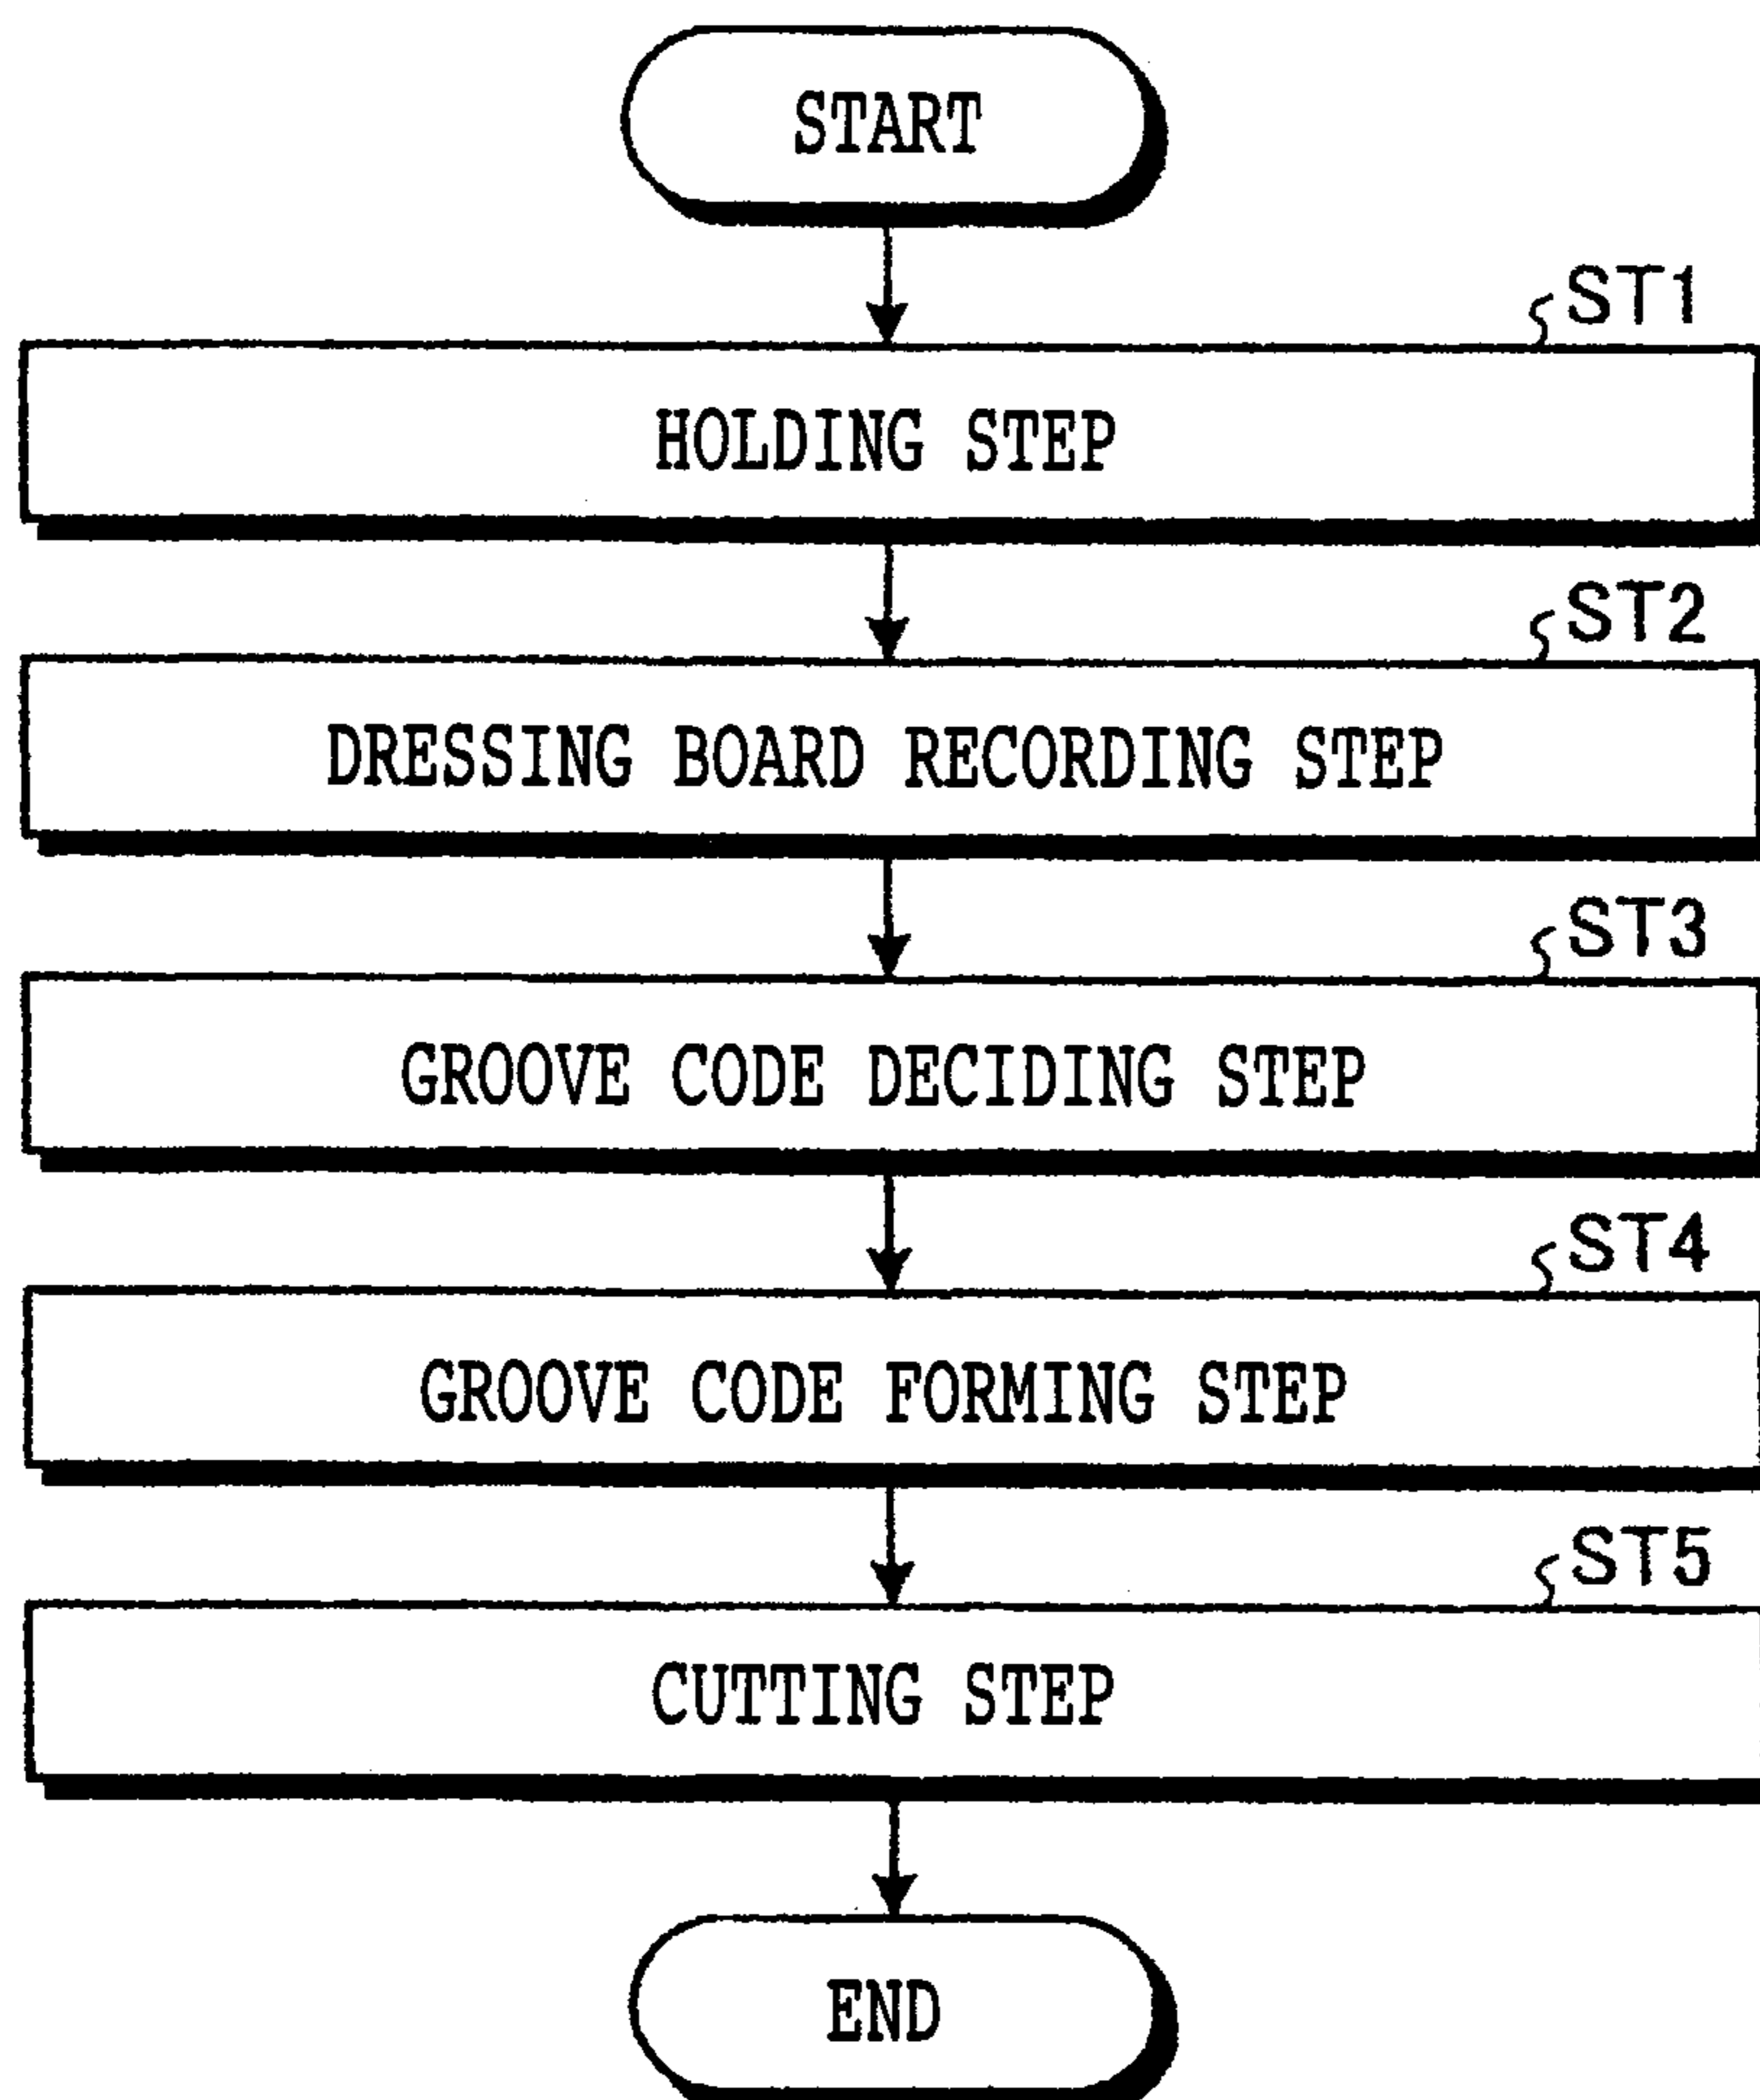 START
ST1
HOLDING STEP
ST2
DRESSING BOARD RECORDING STEP
ST3
GROOVE CODE DECIDING STEP
ST4
GROOVE CODE FORMING STEP
ST5
CUTTING STEP
END